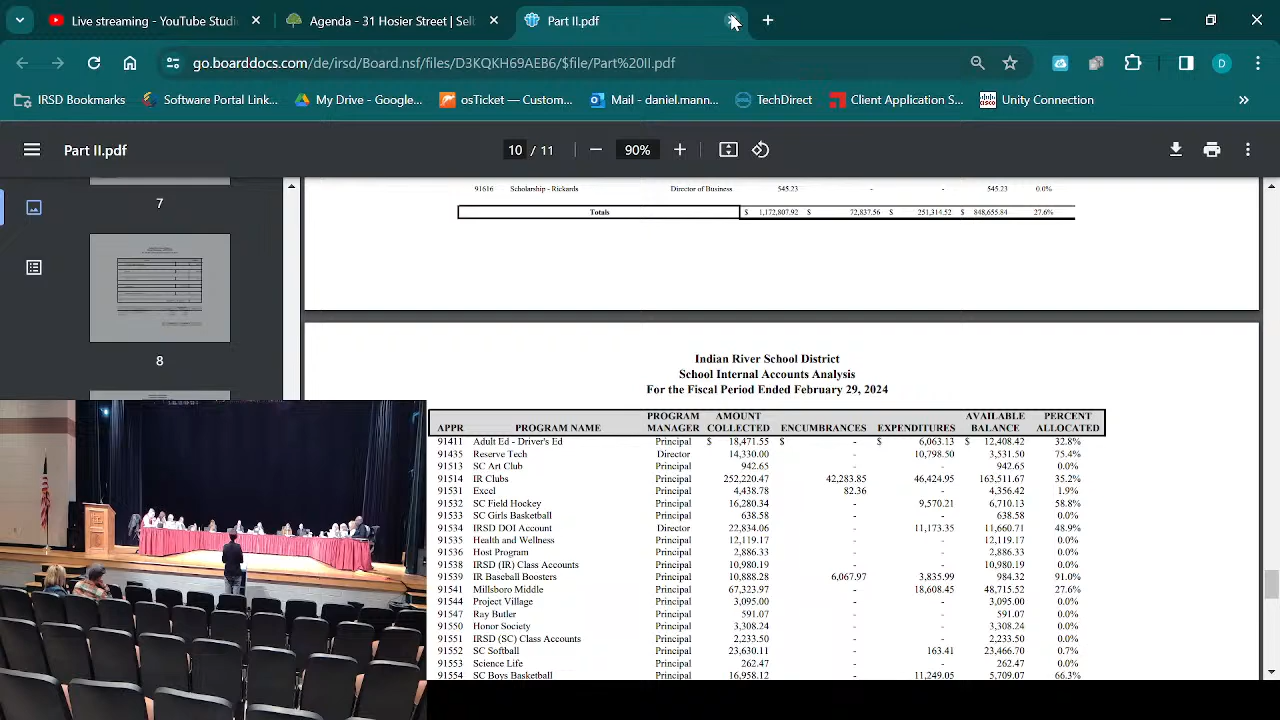 Live streaming - YouTube Studi
Agenda - 31 Hosier Street | Sel
Part II.pdf
go.boarddocs.com/de/irsd/Board.nsf/files/D3KQKH69AEB6/$file/Part%20II.pdf
D
IRSD Bookmarks
Software Portal Link...
My Drive - Google...
osTicket — Custom...
Mail - daniel.mann...
TechDirect
Client Application S...
Unity Connection
Part II.pdf
10 / 11
90%
7
8
91616 Scholarship - Rickards Director of Business 545.23 - - 545.23 0.0%
Totals $ 1,172,807.92 $ 72,837.56 $ 251,314.52 $ 848,655.84 27.6%
Indian River School District
School Internal Accounts Analysis
For the Fiscal Period Ended February 29, 2024
PROGRAM AMOUNT AVAILABLE PERCENT
APPR PROGRAM NAME MANAGER COLLECTED ENCUMBRANCES EXPENDITURES BALANCE ALLOCATED
91411 Adult Ed - Driver's Ed Principal $ 18,471.55 $ - $ 6,063.13 $ 12,408.42 32.8%
91435 Reserve Tech Director 14,330.00 - 10,798.50 3,531.50 75.4%
91513 SC Art Club Principal 942.65 - - 942.65 0.0%
91514 IR Clubs Principal 252,220.47 42,283.85 46,424.95 163,511.67 35.2%
91531 Excel Principal 4,438.78 82.36 - 4,356.42 1.9%
91532 SC Field Hockey Principal 16,280.34 - 9,570.21 6,710.13 58.8%
91533 SC Girls Basketball Principal 638.58 - - 638.58 0.0%
91534 IRSD DOI Account Director 22,834.06 - 11,173.35 11,660.71 48.9%
91535 Health and Wellness Principal 12,119.17 - - 12,119.17 0.0%
91536 Host Program Principal 2,886.33 - - 2,886.33 0.0%
91538 IRSD (IR) Class Accounts Principal 10,980.19 - - 10,980.19 0.0%
91539 IR Baseball Boosters Principal 10,888.28 6,067.97 3,835.99 984.32 91.0%
91541 Millsboro Middle Principal 67,323.97 - 18,608.45 48,715.52 27.6%
91544 Project Village Principal 3,095.00 - - 3,095.00 0.0%
91547 Ray Butler Principal 591.07 - - 591.07 0.0%
91550 Honor Society Principal 3,308.24 - - 3,308.24 0.0%
91551 IRSD (SC) Class Accounts Principal 2,233.50 - - 2,233.50 0.0%
91552 SC Softball Principal 23,630.11 - 163.41 23,466.70 0.7%
91553 Science Life Principal 262.47 - - 262.47 0.0%
91554 SC Boys Basketball Principal 16,958.12 - 11,249.05 5,709.07 66.3%